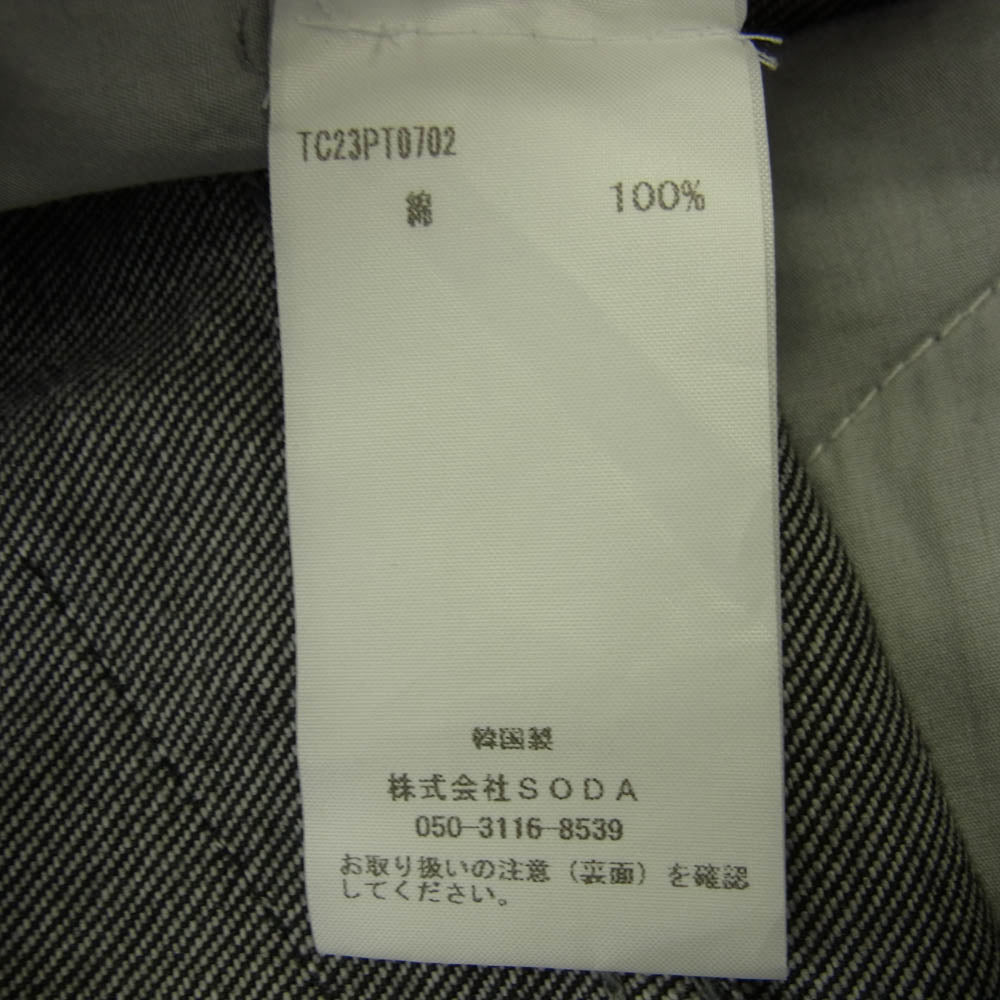 TC23PT0702
綿 100%
韓国製
株式会社SODA
050-3116-8539
お取り扱いの注意(裏面)を確認
してください。